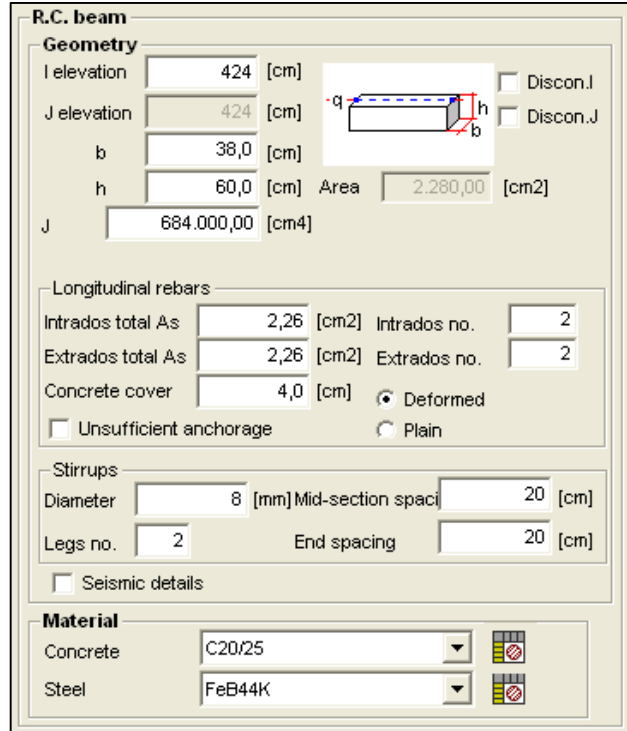 R.C. beam
Geometry
I elevation 424 [cm] Discon.I
J elevation 424 [cm] Discon.J
q h b
b 38,0 [cm]
h 60,0 [cm] Area 2.280,00 [cm2]
J 684.000,00 [cm4]
Longitudinal rebars
Intrados total As 2,26 [cm2] Intrados no. 2
Extrados total As 2,26 [cm2] Extrados no. 2
Concrete cover 4,0 [cm] Deformed
Unsufficient anchorage Plain
Stirrups
Diameter 8 [mm] Mid-section spaci 20 [cm]
Legs no. 2 End spacing 20 [cm]
Seismic details
Material
Concrete C20/25
Steel FeB44K